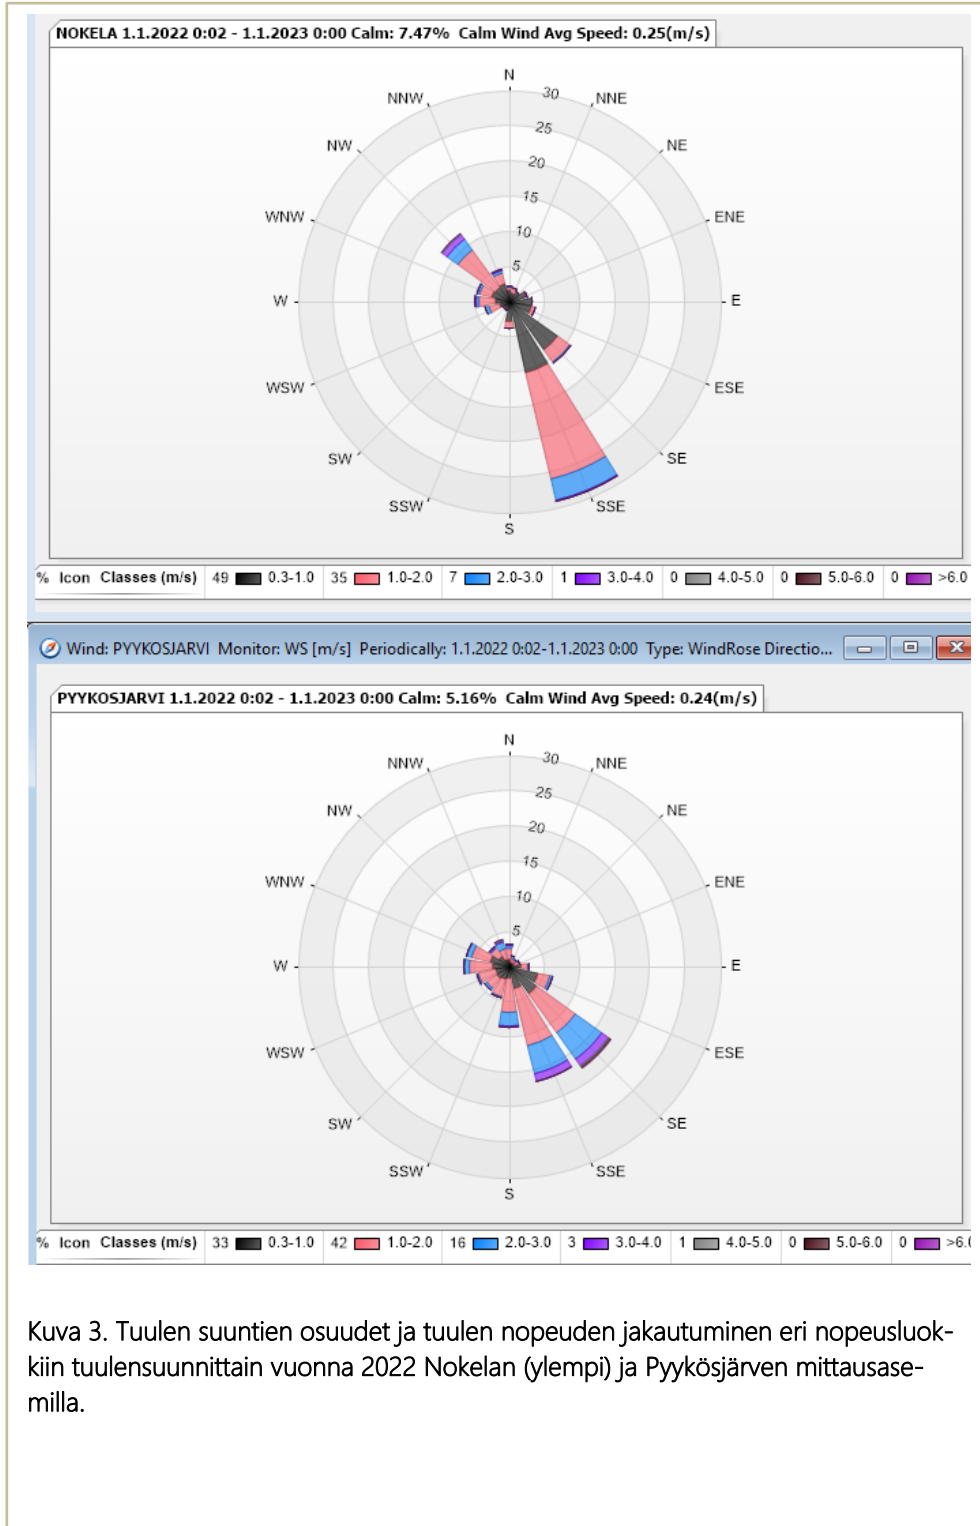 NOKELA 1.1.2022 0:02 - 1.1.2023 0:00 Calm: 7.47% Calm Wind Avg Speed: 0.25(m/s)
N
NNW 30 NNE
25
NW 20 NE
15
WNW 10 ENE
5
W E
WSW ESE
SW SE
SSW SSE
S
% Icon Classes (m/s) 49 0.3-1.0 35 1.0-2.0 7 2.0-3.0 1 3.0-4.0 0 4.0-5.0 0 5.0-6.0 0 >6.0
Wind: PYYKOSJARVI Monitor: WS [m/s] Periodically: 1.1.2022 0:02-1.1.2023 0:00 Type: WindRose Directio...
PYYKOSJARVI 1.1.2022 0:02 - 1.1.2023 0:00 Calm: 5.16% Calm Wind Avg Speed: 0.24(m/s)
N
NNW 30 NNE
25
NW 20 NE
15
WNW 10 ENE
5
W E
WSW ESE
SW SE
SSW SSE
S
% Icon Classes (m/s) 33 0.3-1.0 42 1.0-2.0 16 2.0-3.0 3 3.0-4.0 1 4.0-5.0 0 5.0-6.0 0 >6.0
Kuva 3. Tuulen suuntien osuudet ja tuulen nopeuden jakautuminen eri nopeusluok-
kiin tuulensuunnittain vuonna 2022 Nokelan (ylempi) ja Pyykösjärven mittausase-
milla.